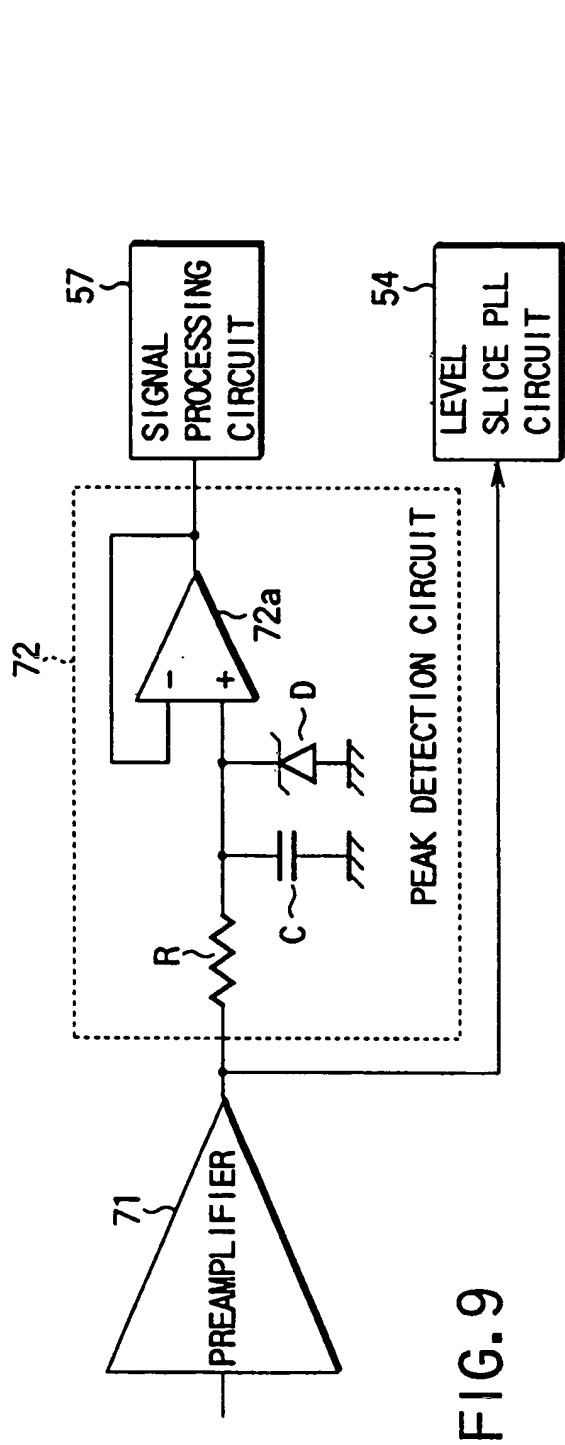 72
57
SIGNAL
PROCESSING
CIRCUIT
71
PREAMPLIFIER
R
C
D
−
+
72a
PEAK DETECTION CIRCUIT
54
LEVEL
SLICE PLL
CIRCUIT
FIG. 9